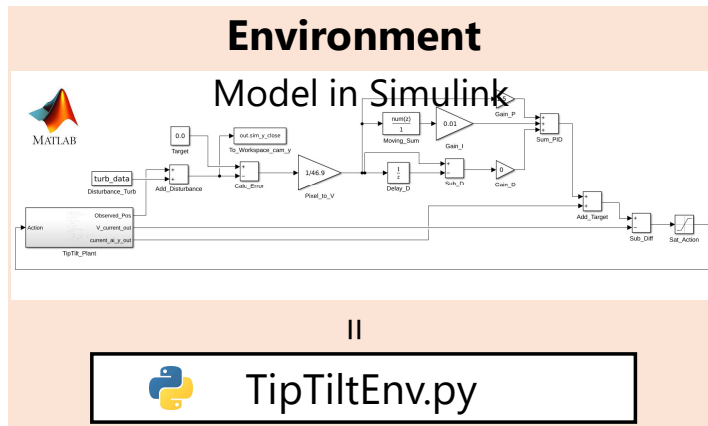 Environment
Model in Simulink
MATLAB
turb_data
Disturbance_Turb
0.0
Target
Add_Disturbance
out.sim_y_close
To_Workspace_cam_y
Calc_Error
1/46.9
Pixel_to_V
num(z)
1
Moving_Sum
0.01
Gain_I
Gain_P
Sum_PID
1
z
Delay_D
Sub_D
0
Gain_D
Action
Observed_Pos
V_current_out
current_ai_y_out
TipTilt_Plant
Add_Target
Sub_Diff
Sat_Action
=
TipTiltEnv.py